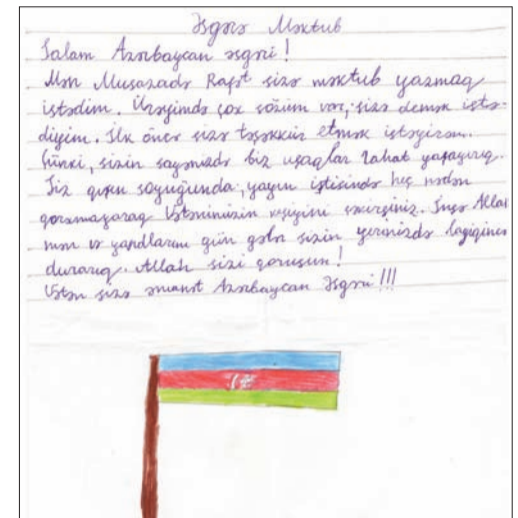 Əsgərə Məktub
Salam Azərbaycan əsgəri!
Mən Musazadə Rəfət sizə məktub yazmaq
istədim. Ürəyimdə çox sözüm var, sizə demək istə-
diyim. İlk öncə sizə təşəkkür etmək istəyirəm.
Çünki, sizin sayənizdə biz uşaqlar rahat yaşayırıq.
Siz qışın soyuğunda, yayın istisində heç nədən
qorxmayaraq Vətənimizin keşiyini çəkirsiniz. İnşə Allah
mən və yaşıdlarım gün gələr sizin yerinizdə layiqincə
durarıq. Allah sizi qorusun!
Vətən sizə əmanət Azərbaycan Əsgəri!!!